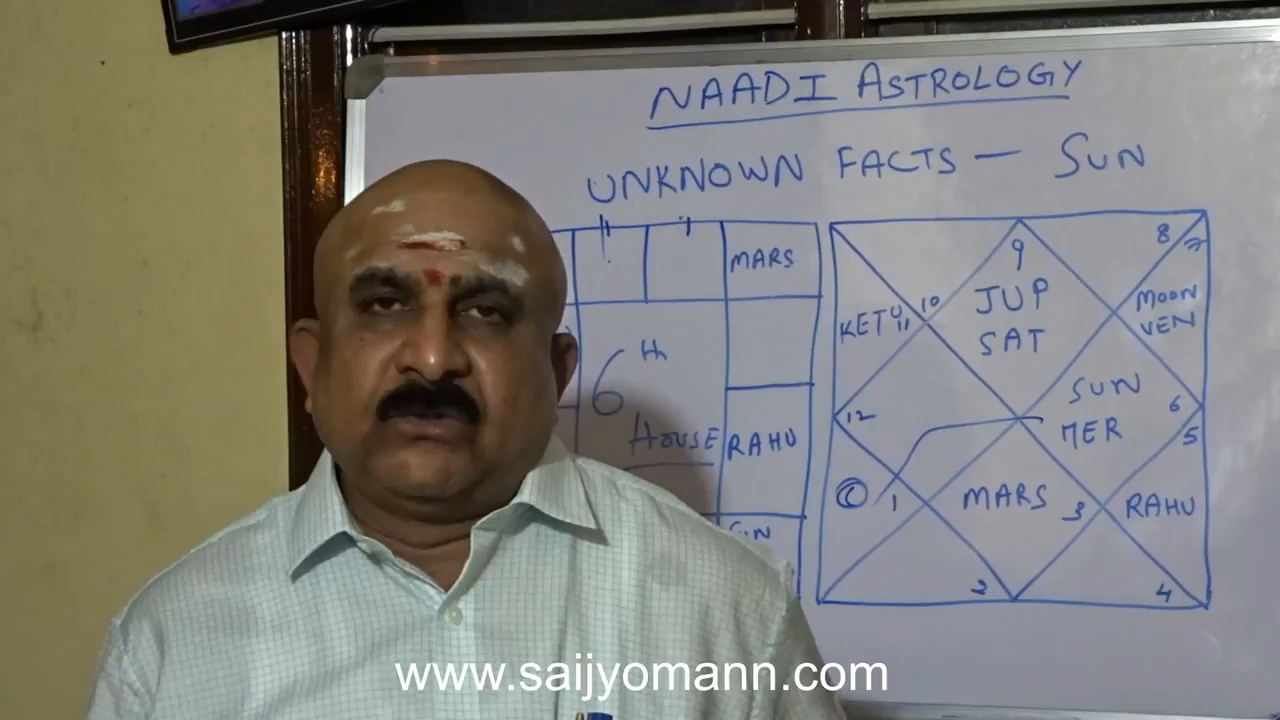 NAADI ASTROLOGY
UNKNOWN FACTS — SUN
MARS
6th
HOUSE
RAHU
SUN
9
JUP
SAT
8
7
MOON
VEN
10
KETU
11
SUN
MER
6
5
12
© 1
MARS
3
RAHU
2
4
www.saijyomann.com